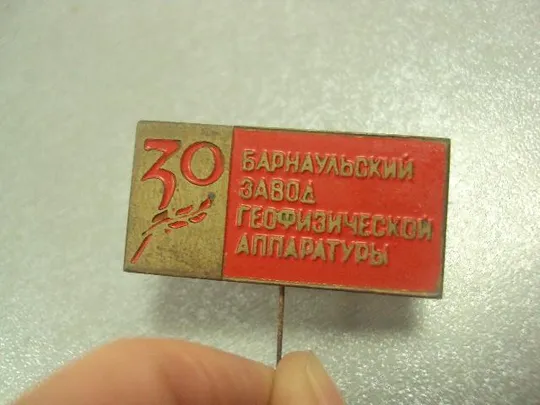 30
БАРНАУЛЬСКИЙ
ЗАВОД
ГЕОФИЗИЧЕСКОЙ
АППАРАТУРЫ